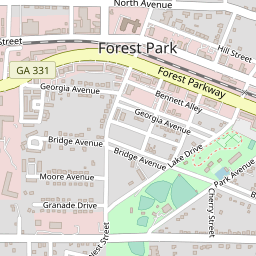 North Avenue
Street
Forest Park
Hill Street
GA 331
Forest Parkway
Georgia Avenue
Bennett Alley
Georgia Avenue
Bridge Avenue
Bridge Avenue
Lake Drive
Park Avenue
Moore Avenue
Granade Drive
Cherry Street
Street